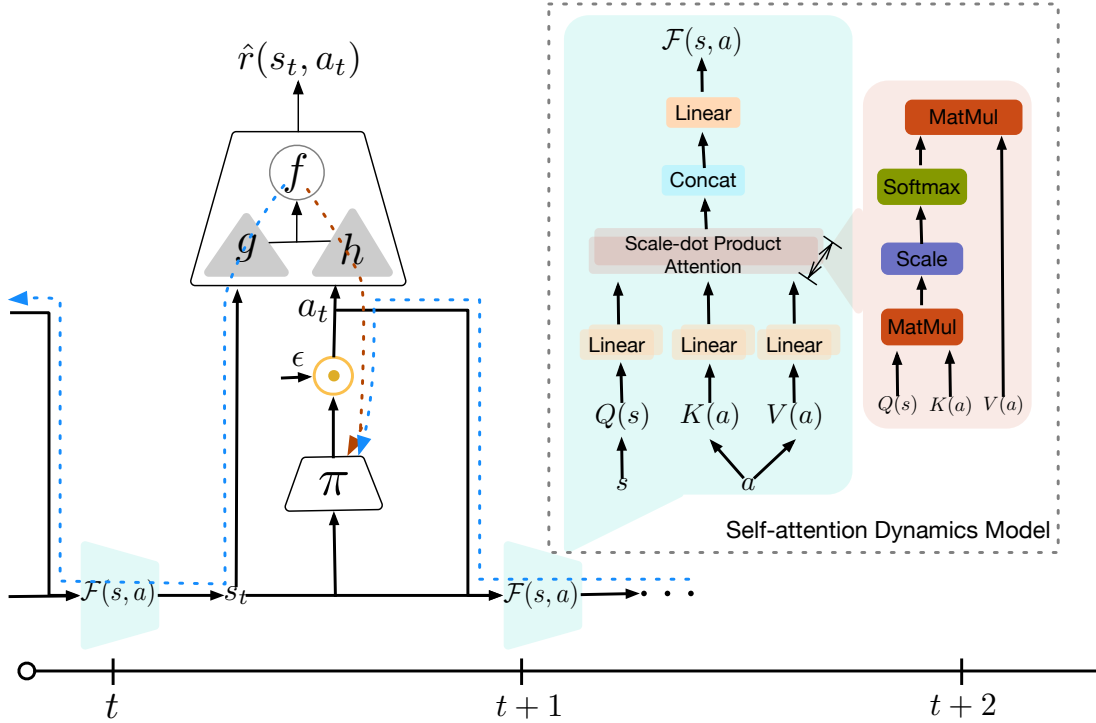 r̂(s_t, a_t)
f
g
h
a_t
ϵ
π
F(s, a)
s_t
F(s, a)
. . .
t
t + 1
t + 2
F(s, a)
Linear
Concat
Scale-dot Product
Attention
Linear
Linear
Linear
Q(s)
K(a)
V(a)
s
a
MatMul
Softmax
Scale
MatMul
Q(s)
K(a)
V(a)
Self-attention Dynamics Model